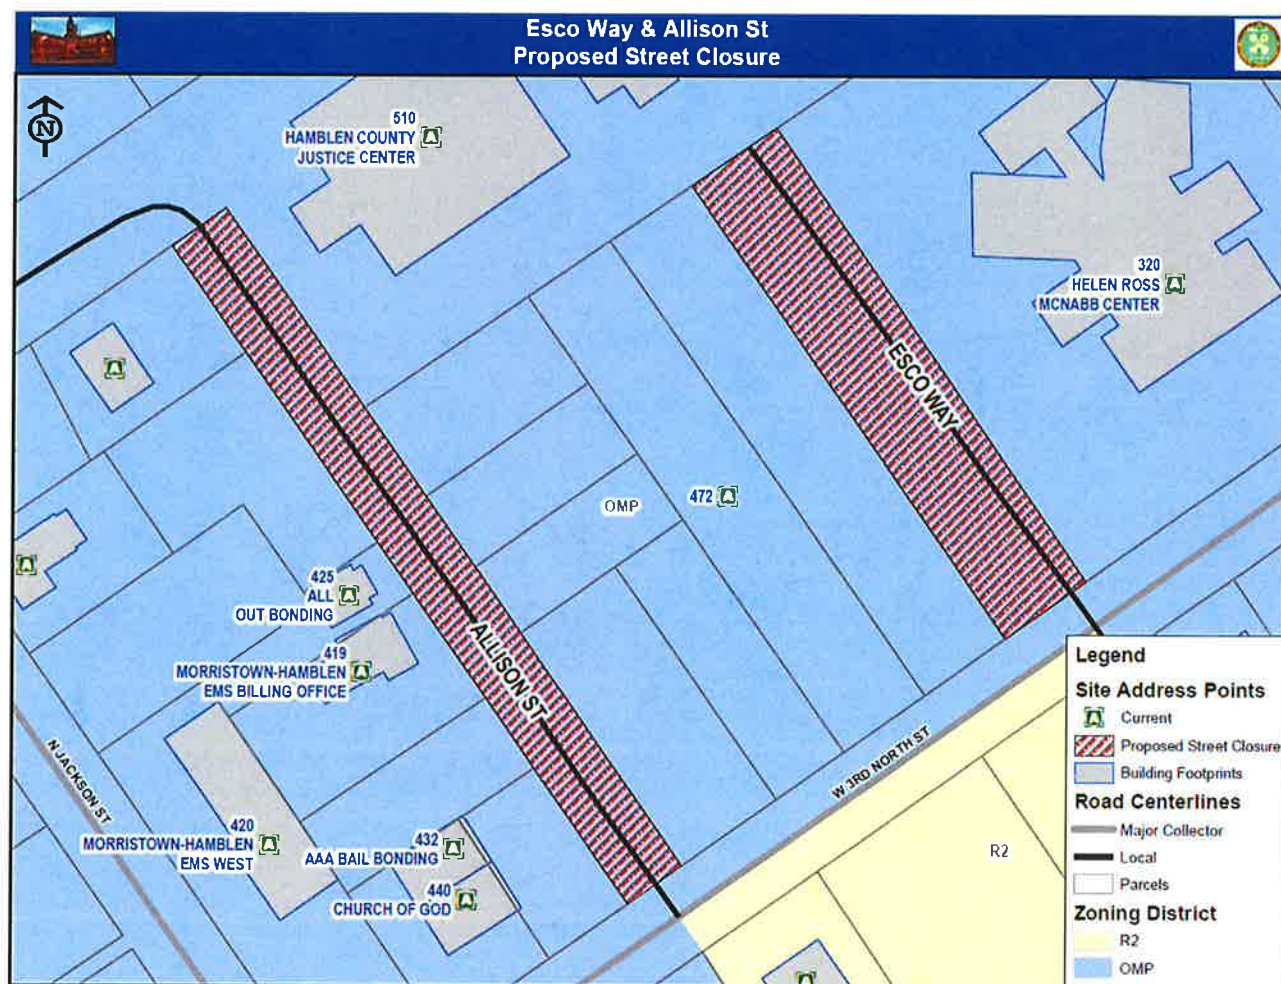 Esco Way & Allison St
Proposed Street Closure
N
510
HAMBLEN COUNTY
JUSTICE CENTER
320
HELEN ROSS
MCNABB CENTER
ESCO WAY
OMP
472
425
ALL
OUT BONDING
419
MORRISTOWN-HAMBLEN
EMS BILLING OFFICE
ALLISON ST
N JACKSON ST
W 3RD NORTH ST
420
MORRISTOWN-HAMBLEN
EMS WEST
432
AAA BAIL BONDING
440
CHURCH OF GOD
R2
Legend
Site Address Points
Current
Proposed Street Closure
Building Footprints
Road Centerlines
Major Collector
Local
Parcels
Zoning District
R2
OMP